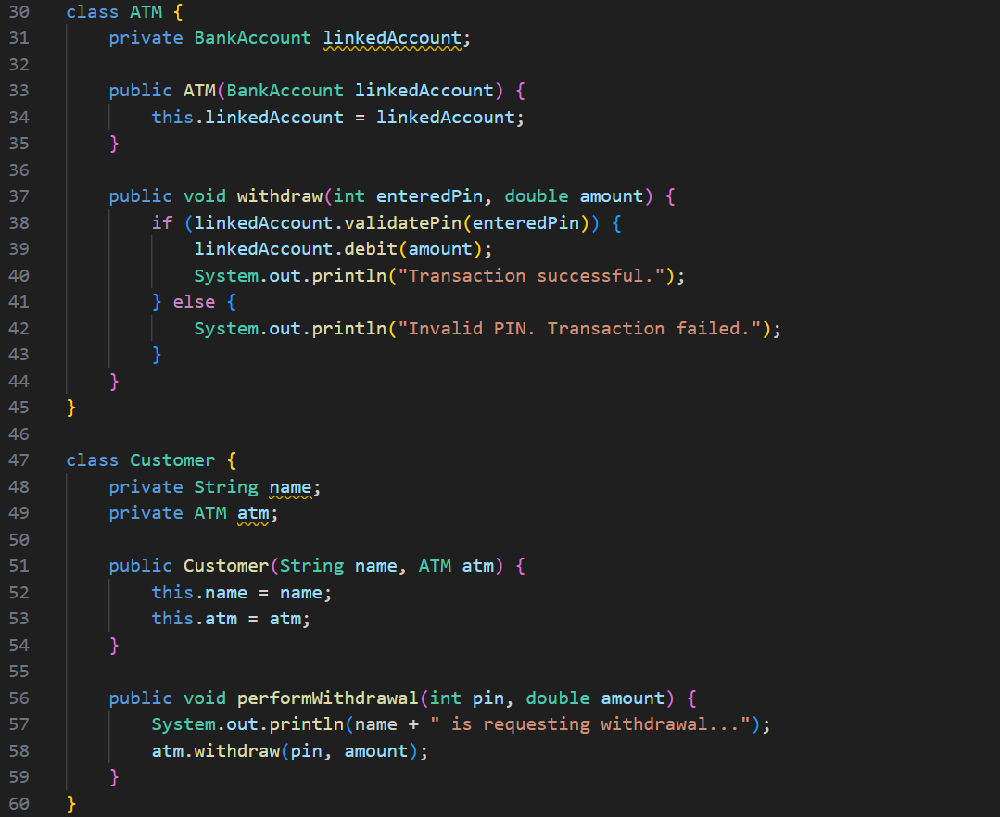 30 class ATM {
31     private BankAccount linkedAccount;
32
33     public ATM(BankAccount linkedAccount) {
34         this.linkedAccount = linkedAccount;
35     }
36
37     public void withdraw(int enteredPin, double amount) {
38         if (linkedAccount.validatePin(enteredPin)) {
39             linkedAccount.debit(amount);
40             System.out.println("Transaction successful.");
41         } else {
42             System.out.println("Invalid PIN. Transaction failed.");
43         }
44     }
45 }
46
47 class Customer {
48     private String name;
49     private ATM atm;
50
51     public Customer(String name, ATM atm) {
52         this.name = name;
53         this.atm = atm;
54     }
55
56     public void performWithdrawal(int pin, double amount) {
57         System.out.println(name + " is requesting withdrawal...");
58         atm.withdraw(pin, amount);
59     }
60 }